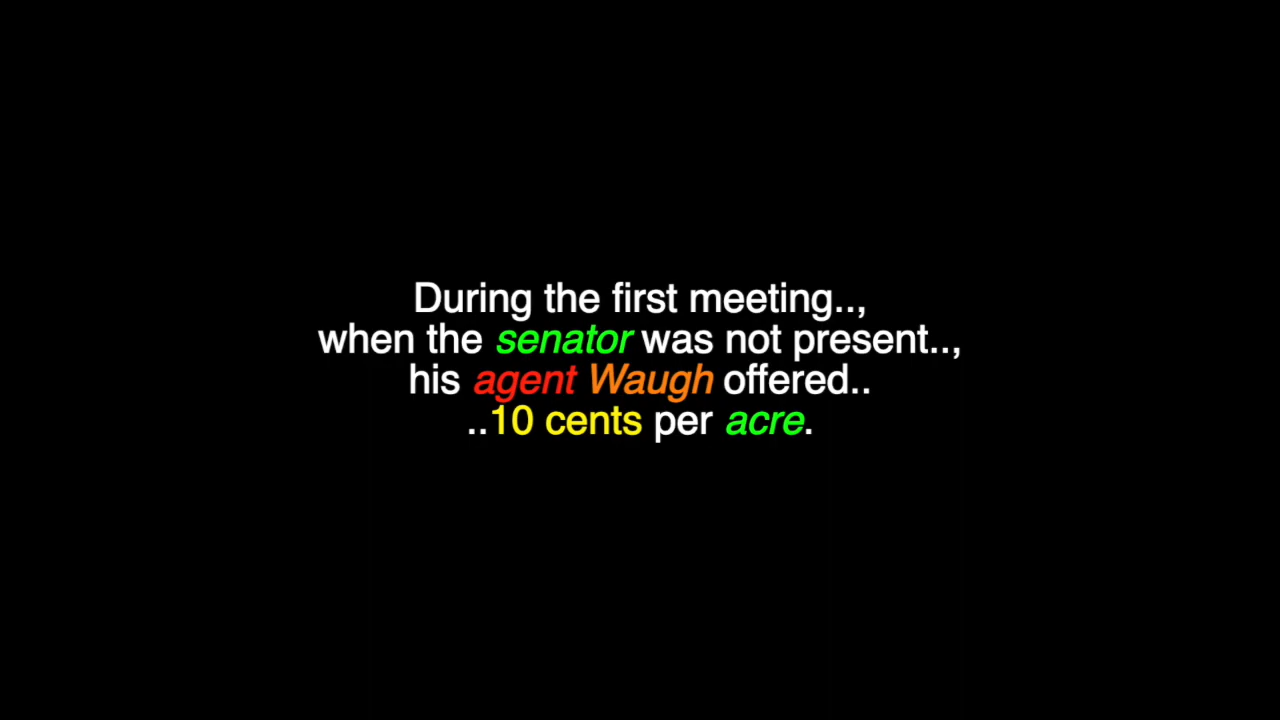 During the first meeting..,
when the senator was not present..,
his agent Waugh offered..
..10 cents per acre.